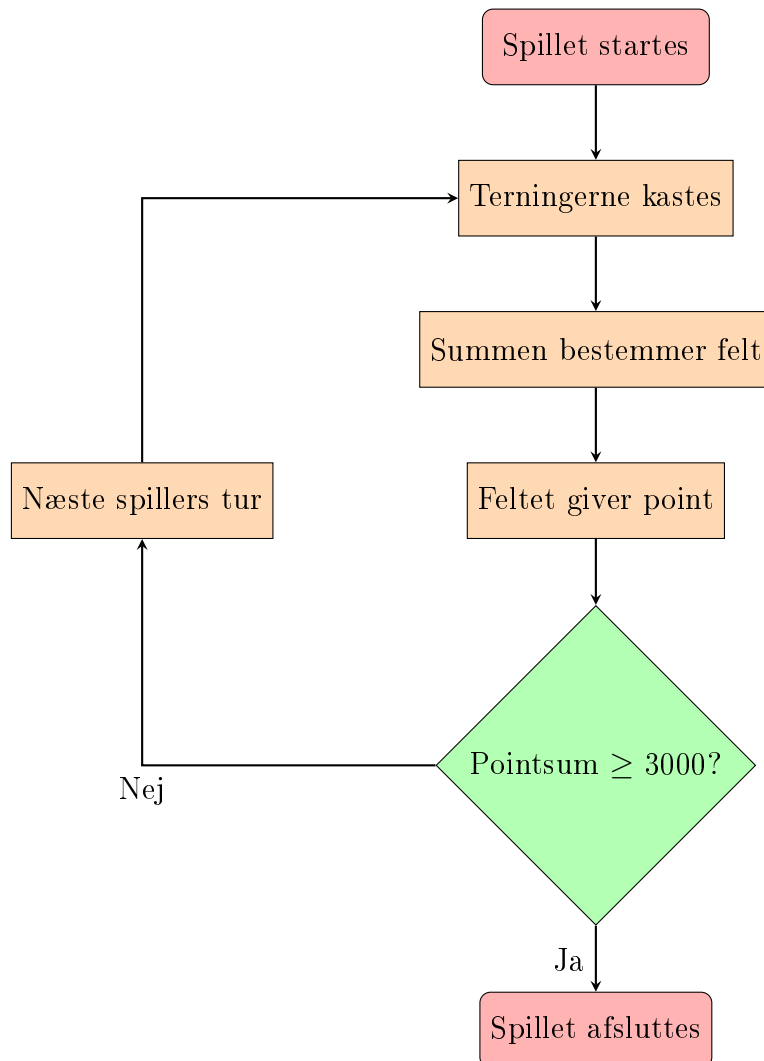 Spillet startes
Terningerne kastes
Summen bestemmer felt
Næste spillers tur
Feltet giver point
Pointsum ≥ 3000?
Nej
Ja
Spillet afsluttes